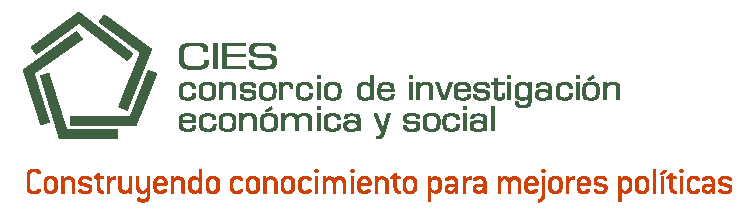 CIES
consorcio de investigación
económica y social
Construyendo conocimiento para mejores políticas